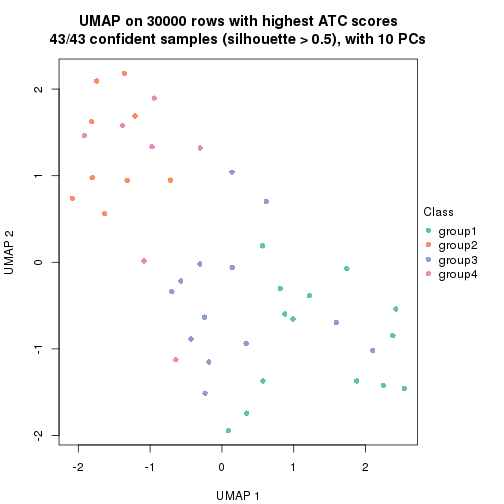 UMAP on 30000 rows with highest ATC scores
43/43 confident samples (silhouette > 0.5), with 10 PCs
2
1
0
-1
-2
UMAP 2
-2
-1
0
1
2
UMAP 1
Class
group1
group2
group3
group4